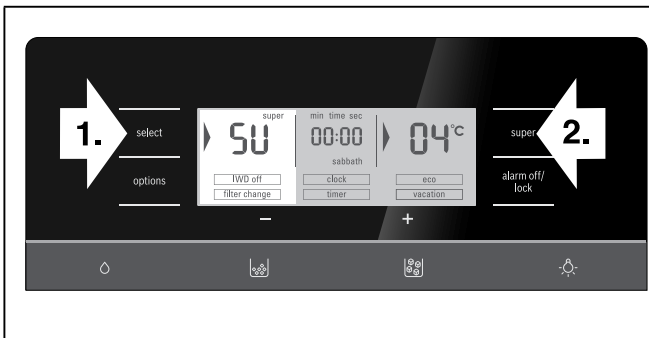 1.
select
options
super
SU
IWD off
filter change
min time sec
00:00
sabbath
clock
timer
04°C
eco
vacation
super
2.
alarm off/
lock
−
+